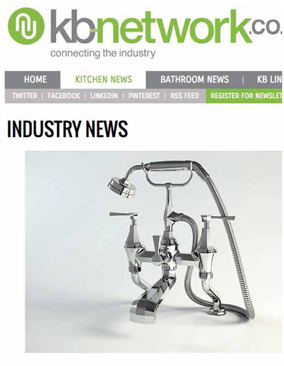 kbnetwork.co.
connecting the industry
HOME KITCHEN NEWS BATHROOM NEWS | KB LIN
TWITTER | FACEBOOK | LINKEDIN | PINTEREST | RSS FEED REGISTER FOR NEWSLET
INDUSTRY NEWS